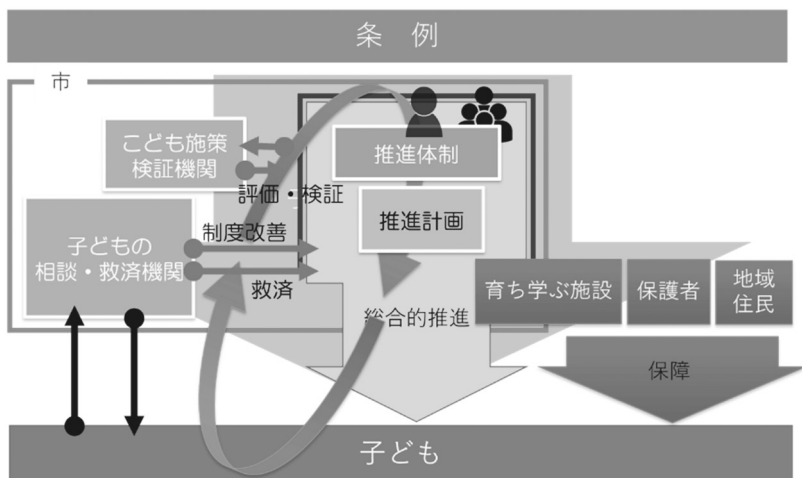 条 例
市
こども施策
検証機関
推進体制
評価・検証
推進計画
子どもの
相談・救済機関
制度改善
救済
育ち学ぶ施設
保護者
地域
住民
総合的推進
保障
子ども